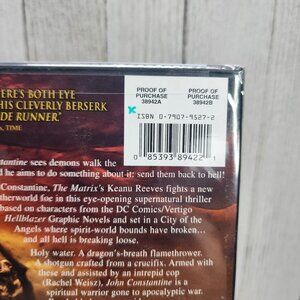 ERE'S BOTH EYE
HIS CLEVERLY BERSERK
DE RUNNER.'
TIME
PROOF OF
PURCHASE
38942A
PROOF OF
PURCHASE
38942B
ISBN 0-7907-9527-2
0 85393 89422 1
nstantine sees demons walk the
d he aims to do something about it: send them back to hell!
Constantine, The Matrix's Keanu Reeves fights a new
therworld foe in this eye-opening supernatural thriller
based on characters from the DC Comics/Vertigo
Hellblazer Graphic Novels and set in a City of the
Angels where spirit-world bounds have broken...
and all hell is breaking loose.
Holy water. A dragon's-breath flamethrower.
A shotgun crafted from a crucifix. Armed with
these and assisted by an intrepid cop
(Rachel Weisz), John Constantine is a
spiritual warrior gone to apocalyptic war.